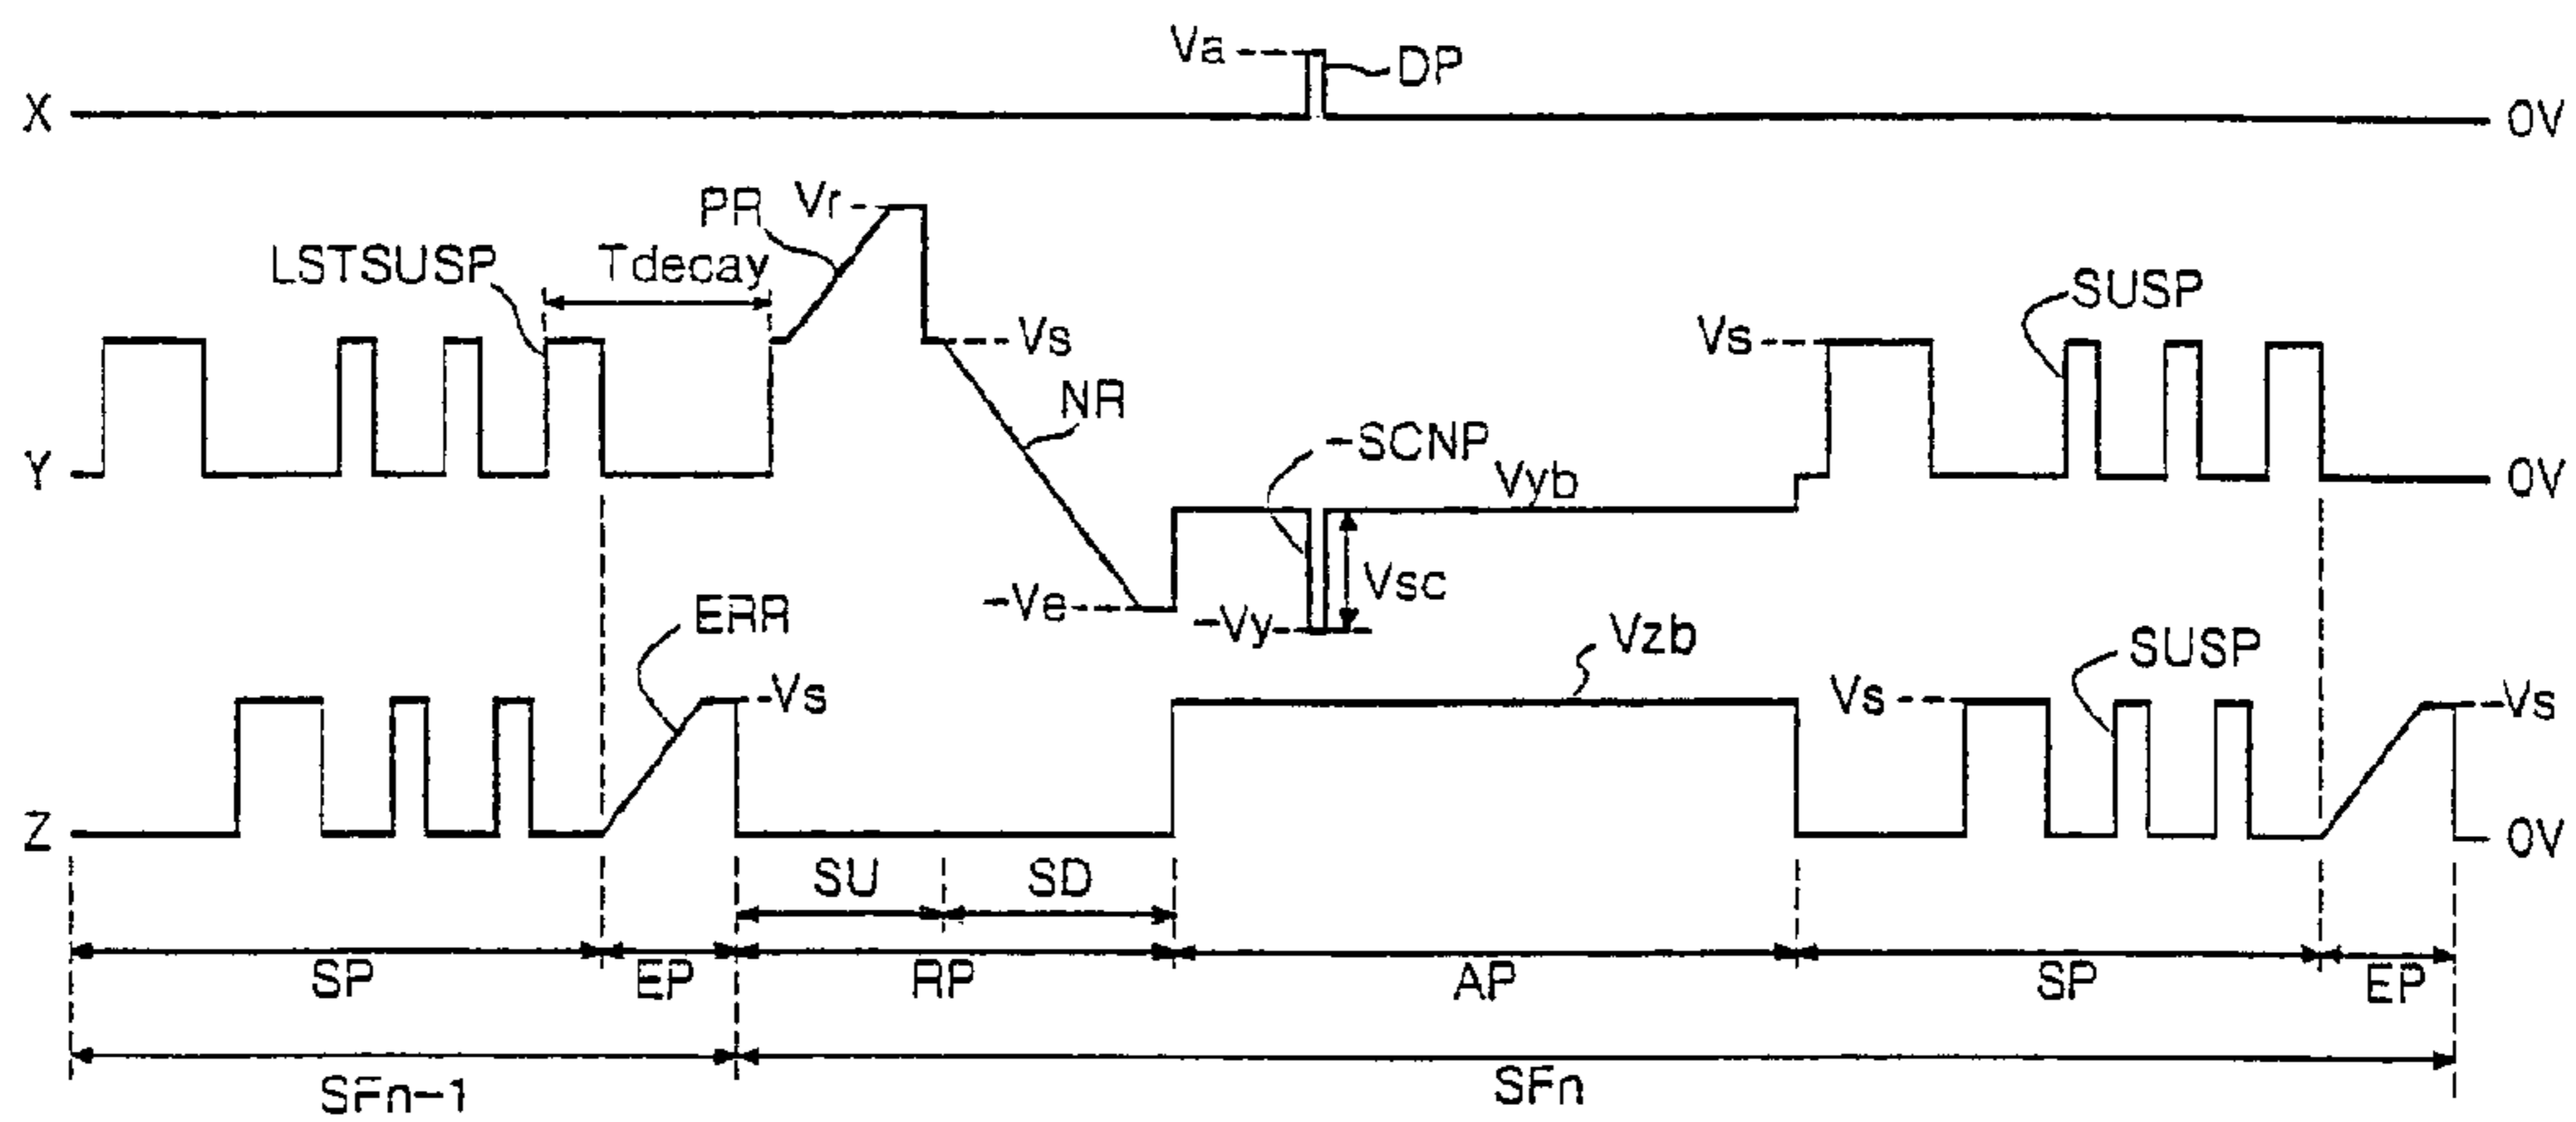 Va DP
X 0V
PR Vr
LSTSUSP Tdecay
SUSP
Vs Vs
NR
-SCNP
Y Vyb 0V
Vsc
-Ve
ERR -Vy Vzb
SUSP
-Vs Vs -Vs
Z 0V
SU SD
SP EP RP AP SP EP
SFn-1 SFn